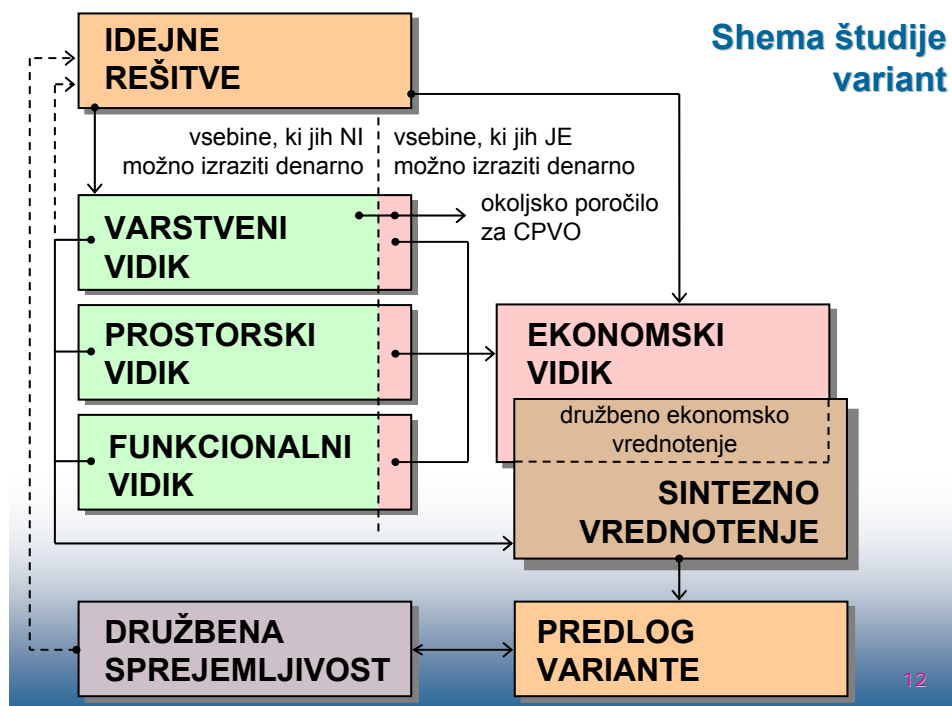 Shema študije
variant
IDEJNE
REŠITVE
vsebine, ki jih NI
možno izraziti denarno
vsebine, ki jih JE
možno izraziti denarno
VARSTVENI
VIDIK
okoljsko poročilo
za CPVO
PROSTORSKI
VIDIK
EKONOMSKI
VIDIK
FUNKCIONALNI
VIDIK
družbeno ekonomsko
vrednotenje
SINTEZNO
VREDNOTENJE
DRUŽBENA
SPREJEMLJIVOST
PREDLOG
VARIANTE
12